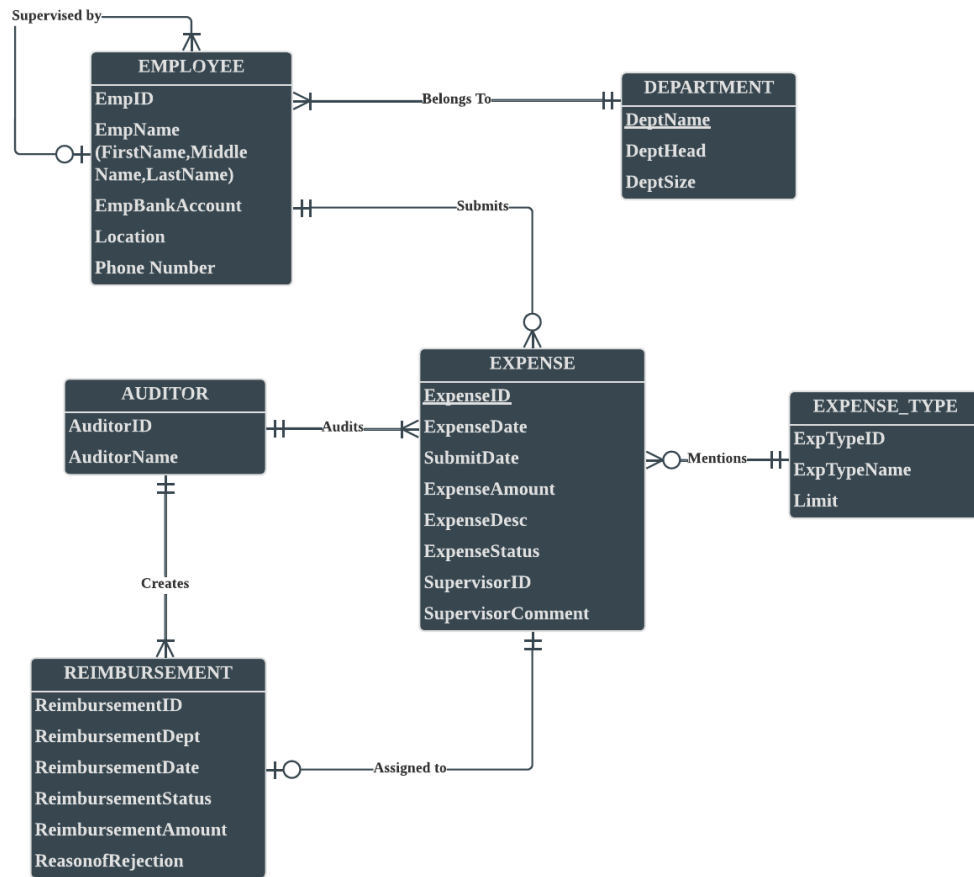 Supervised by
EMPLOYEE
EmpID
EmpName
(FirstName,Middle
Name,LastName)
EmpBankAccount
Location
Phone Number
Belongs To
DEPARTMENT
DeptName
DeptHead
DeptSize
Submits
EXPENSE
ExpenseID
ExpenseDate
SubmitDate
ExpenseAmount
ExpenseDesc
ExpenseStatus
SupervisorID
SupervisorComment
AUDITOR
AuditorID
AuditorName
Audits
Mentions
EXPENSE_TYPE
ExpTypeID
ExpTypeName
Limit
Creates
REIMBURSEMENT
ReimbursementID
ReimbursementDept
ReimbursementDate
ReimbursementStatus
ReimbursementAmount
ReasonofRejection
Assigned to